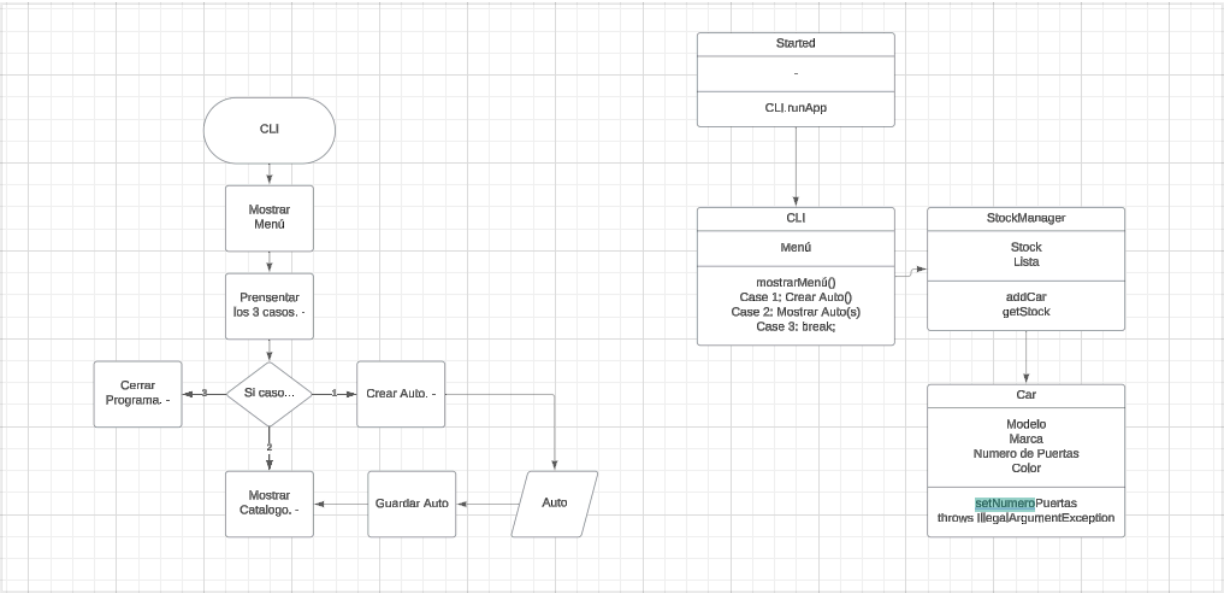 CLI
Mostrar
Menú
Prensentar
los 3 casos. -
Si caso...
3
1
2
Cerrar
Programa. -
Crear Auto. -
Mostrar
Catalogo. -
Guardar Auto
Auto
Started
-
CLI.runApp
CLI
Menú
mostrarMenú()
Case 1; Crear Auto()
Case 2: Mostrar Auto(s)
Case 3: break;
StockManager
Stock
Lista
addCar
getStock
Car
Modelo
Marca
Numero de Puertas
Color
setNumeroPuertas
throws IllegalArgumentException